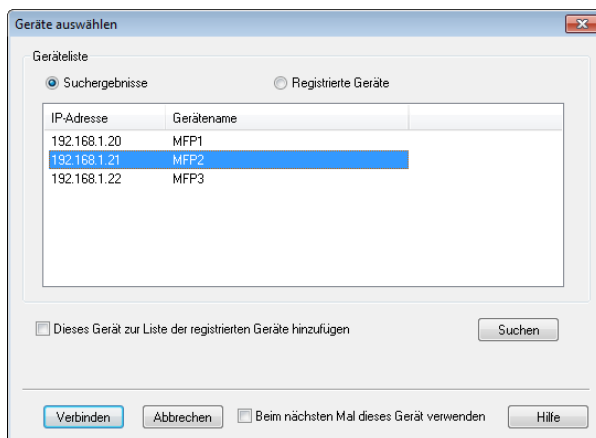 Geräte auswählen
Geräteliste
Suchergebnisse Registrierte Geräte
IP-Adresse Gerätename
192.168.1.20 MFP1
192.168.1.21 MFP2
192.168.1.22 MFP3
Dieses Gerät zur Liste der registrierten Geräte hinzufügen Suchen
Verbinden Abbrechen Beim nächsten Mal dieses Gerät verwenden Hilfe